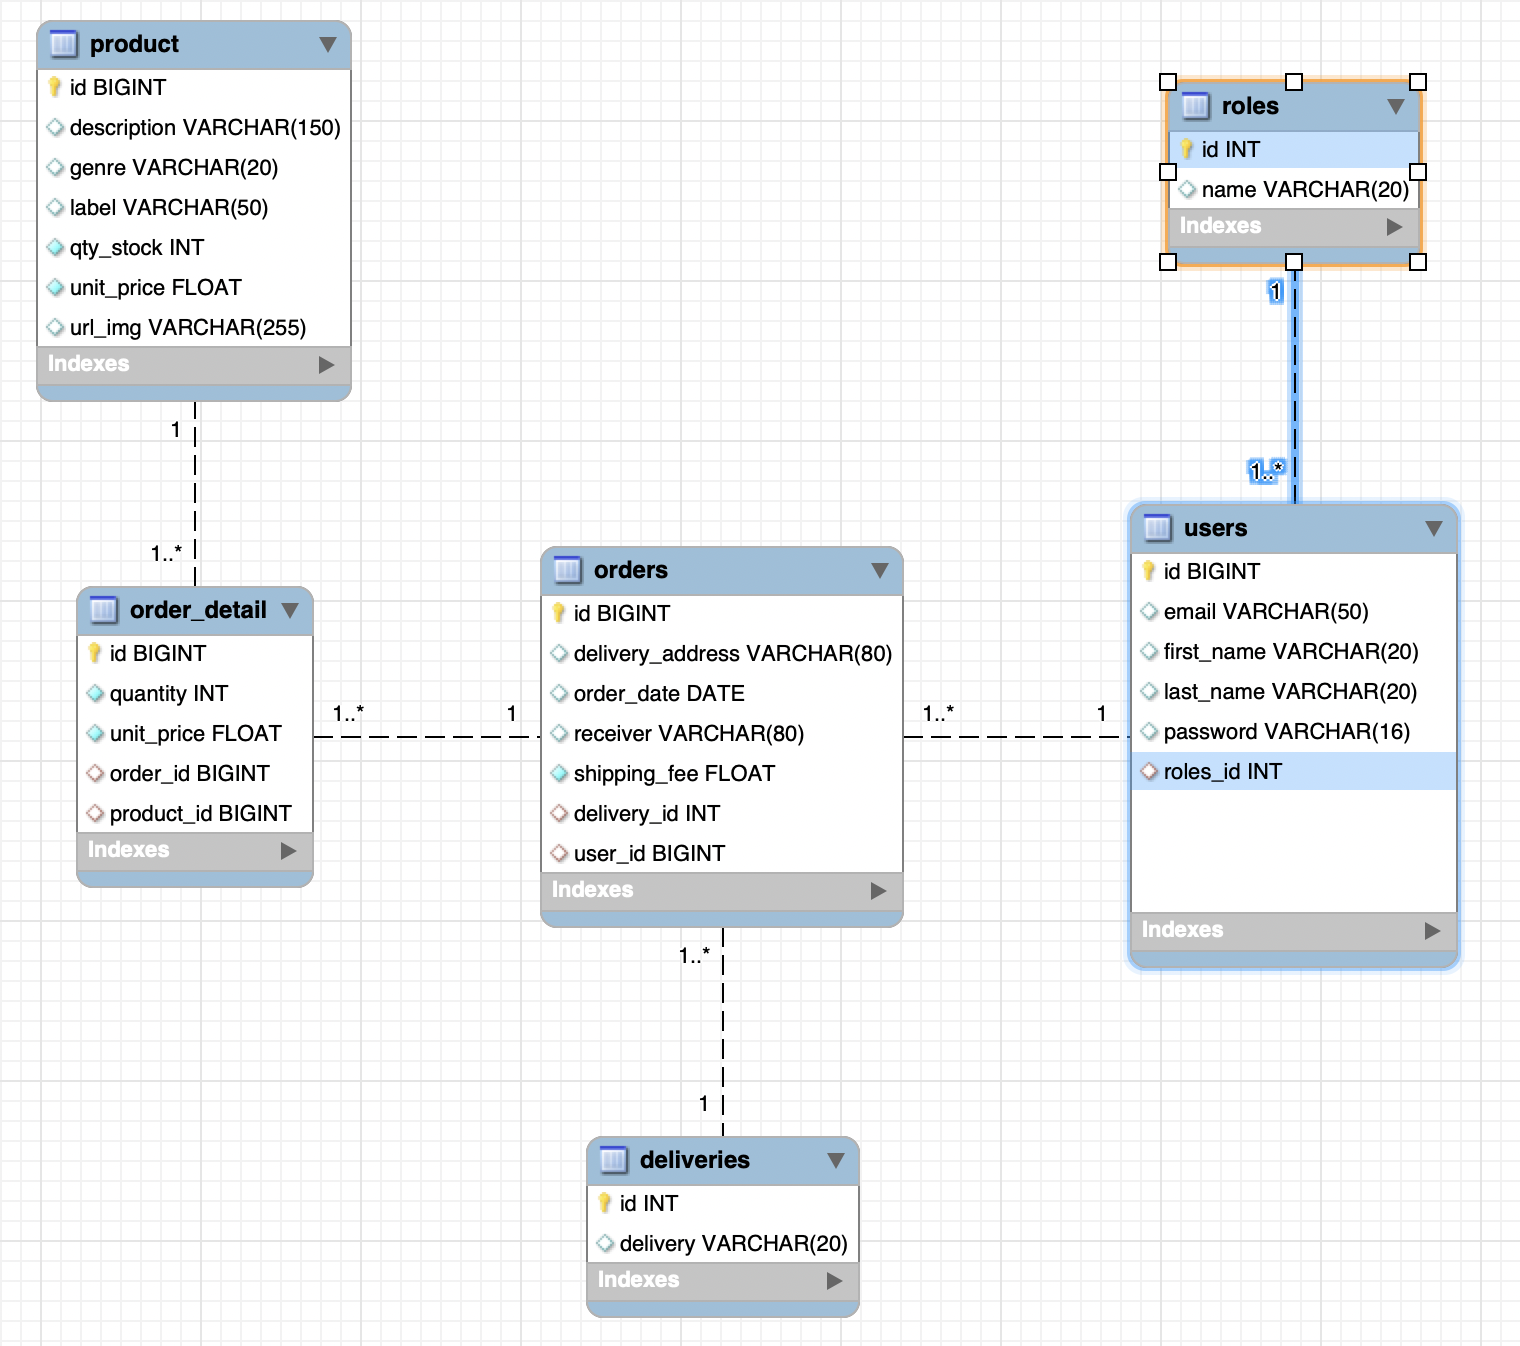 product
id BIGINT
description VARCHAR(150)
genre VARCHAR(20)
label VARCHAR(50)
qty_stock INT
unit_price FLOAT
url_img VARCHAR(255)
Indexes
roles
id INT
name VARCHAR(20)
Indexes
1
1..*
1
1..*
order_detail
id BIGINT
quantity INT
unit_price FLOAT
order_id BIGINT
product_id BIGINT
Indexes
1..*
1
orders
id BIGINT
delivery_address VARCHAR(80)
order_date DATE
receiver VARCHAR(80)
shipping_fee FLOAT
delivery_id INT
user_id BIGINT
Indexes
1..*
1
users
id BIGINT
email VARCHAR(50)
first_name VARCHAR(20)
last_name VARCHAR(20)
password VARCHAR(16)
roles_id INT
Indexes
1..*
1
deliveries
id INT
delivery VARCHAR(20)
Indexes